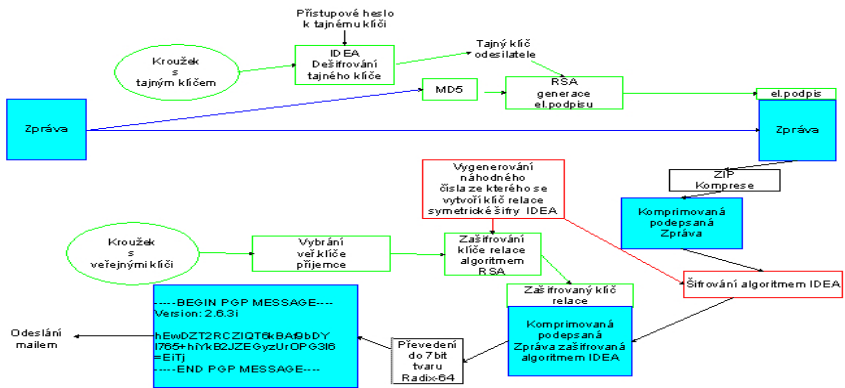 Přístupové heslo
k tajnému klíči
Kroužek
s
tajným klíčem
IDEA
Dešifrování
tajného klíče
Tajný klíč
odesilatele
MD5
RSA
generace
el.podpisu
el.podpis
Zpráva
Zpráva
ZIP
Komprese
Vygenerování
náhodného
čísla ze kterého se
vytvoří klíč relace
symetrické šifry IDEA
Komprimovaná
podepsaná
Zpráva
Kroužek
s
veřejnými klíči
Vybrání
veř.klíče
příjemce
Zašifrování
klíče relace
algoritmem
RSA
Šifrování algoritmem IDEA
Zašifrovaný klíč
relace
Komprimovaná
podepsaná
Zpráva zašifrovaná
algoritmem IDEA
Převedení
do 7bit
tvaru
Radix-64
-----BEGIN PGP MESSAGE----
Version: 2.6.3i
hEwDZT2RCZIQT6kBAf9bDY
I765+hiYkB2JZEGyzUrOPG3I6
=EiTj
-----END PGP MESSAGE-----
Odeslání
mailem